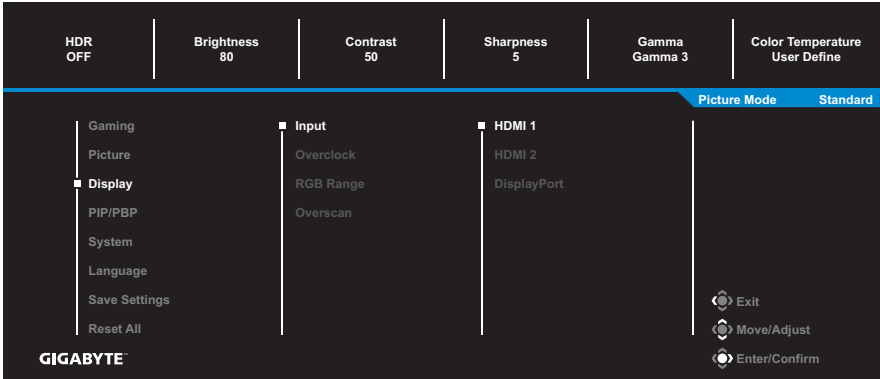 HDR Brightness Contrast Sharpness Gamma Color Temperature
OFF 80 50 5 Gamma 3 User Define
Picture Mode Standard
Gaming Input HDMI 1
Picture Overclock HDMI 2
Display RGB Range DisplayPort
PIP/PBP Overscan
System
Language
Save Settings
Reset All
Exit
Move/Adjust
Enter/Confirm
GIGABYTE™